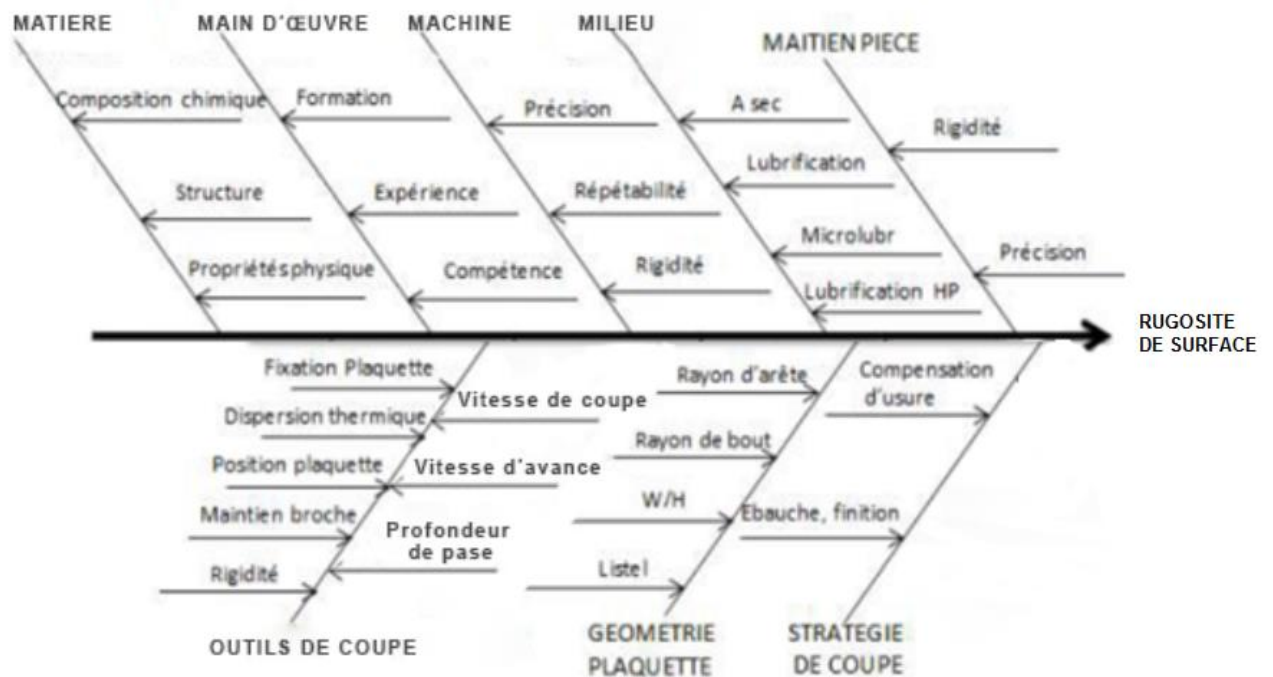 MATIERE
MAIN D'ŒUVRE
MACHINE
MILIEU
MAITIEN PIECE
Composition chimique
Formation
Précision
A sec
Rigidité
Lubrification
Structure
Expérience
Répétabilité
Microlubr
Précision
Propriétés physique
Compétence
Rigidité
Lubrification HP
RUGOSITE
DE SURFACE
Fixation Plaquette
Vitesse de coupe
Rayon d'arête
Compensation
d'usure
Dispersion thermique
Rayon de bout
Position plaquette
Vitesse d'avance
W/H
Ebauche, finition
Maintien broche
Profondeur
de pase
Rigidité
Listel
OUTILS DE COUPE
GEOMETRIE
PLAQUETTE
STRATEGIE
DE COUPE